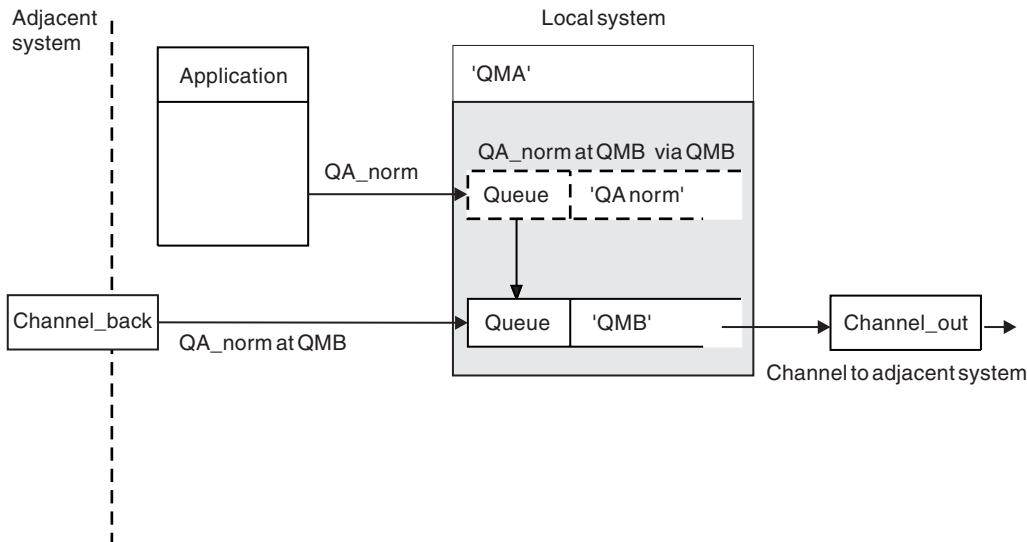 Adjacent
system
Local system
Application
'QMA'
QA_norm at QMB via QMB
QA_norm
Queue
'QA norm'
Channel_back
QA_norm at QMB
Queue
'QMB'
Channel_out
Channel to adjacent system